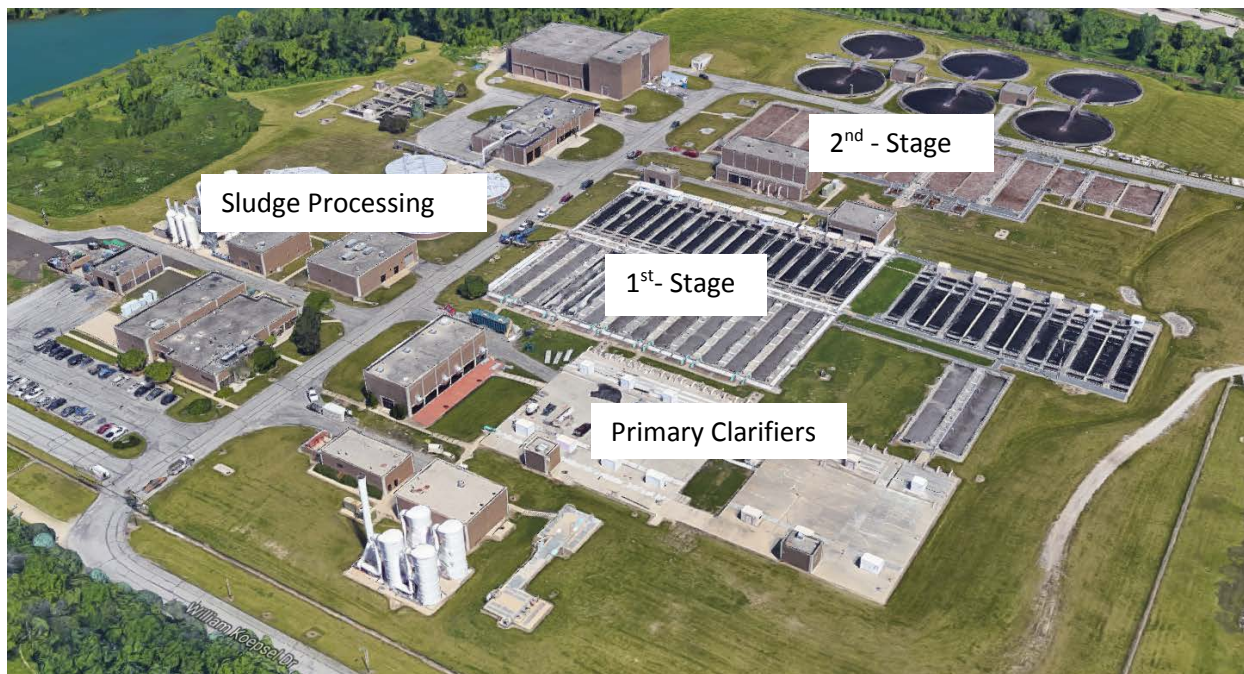 2nd - Stage
Sludge Processing
1st- Stage
Primary Clarifiers
William Koepsel Dr